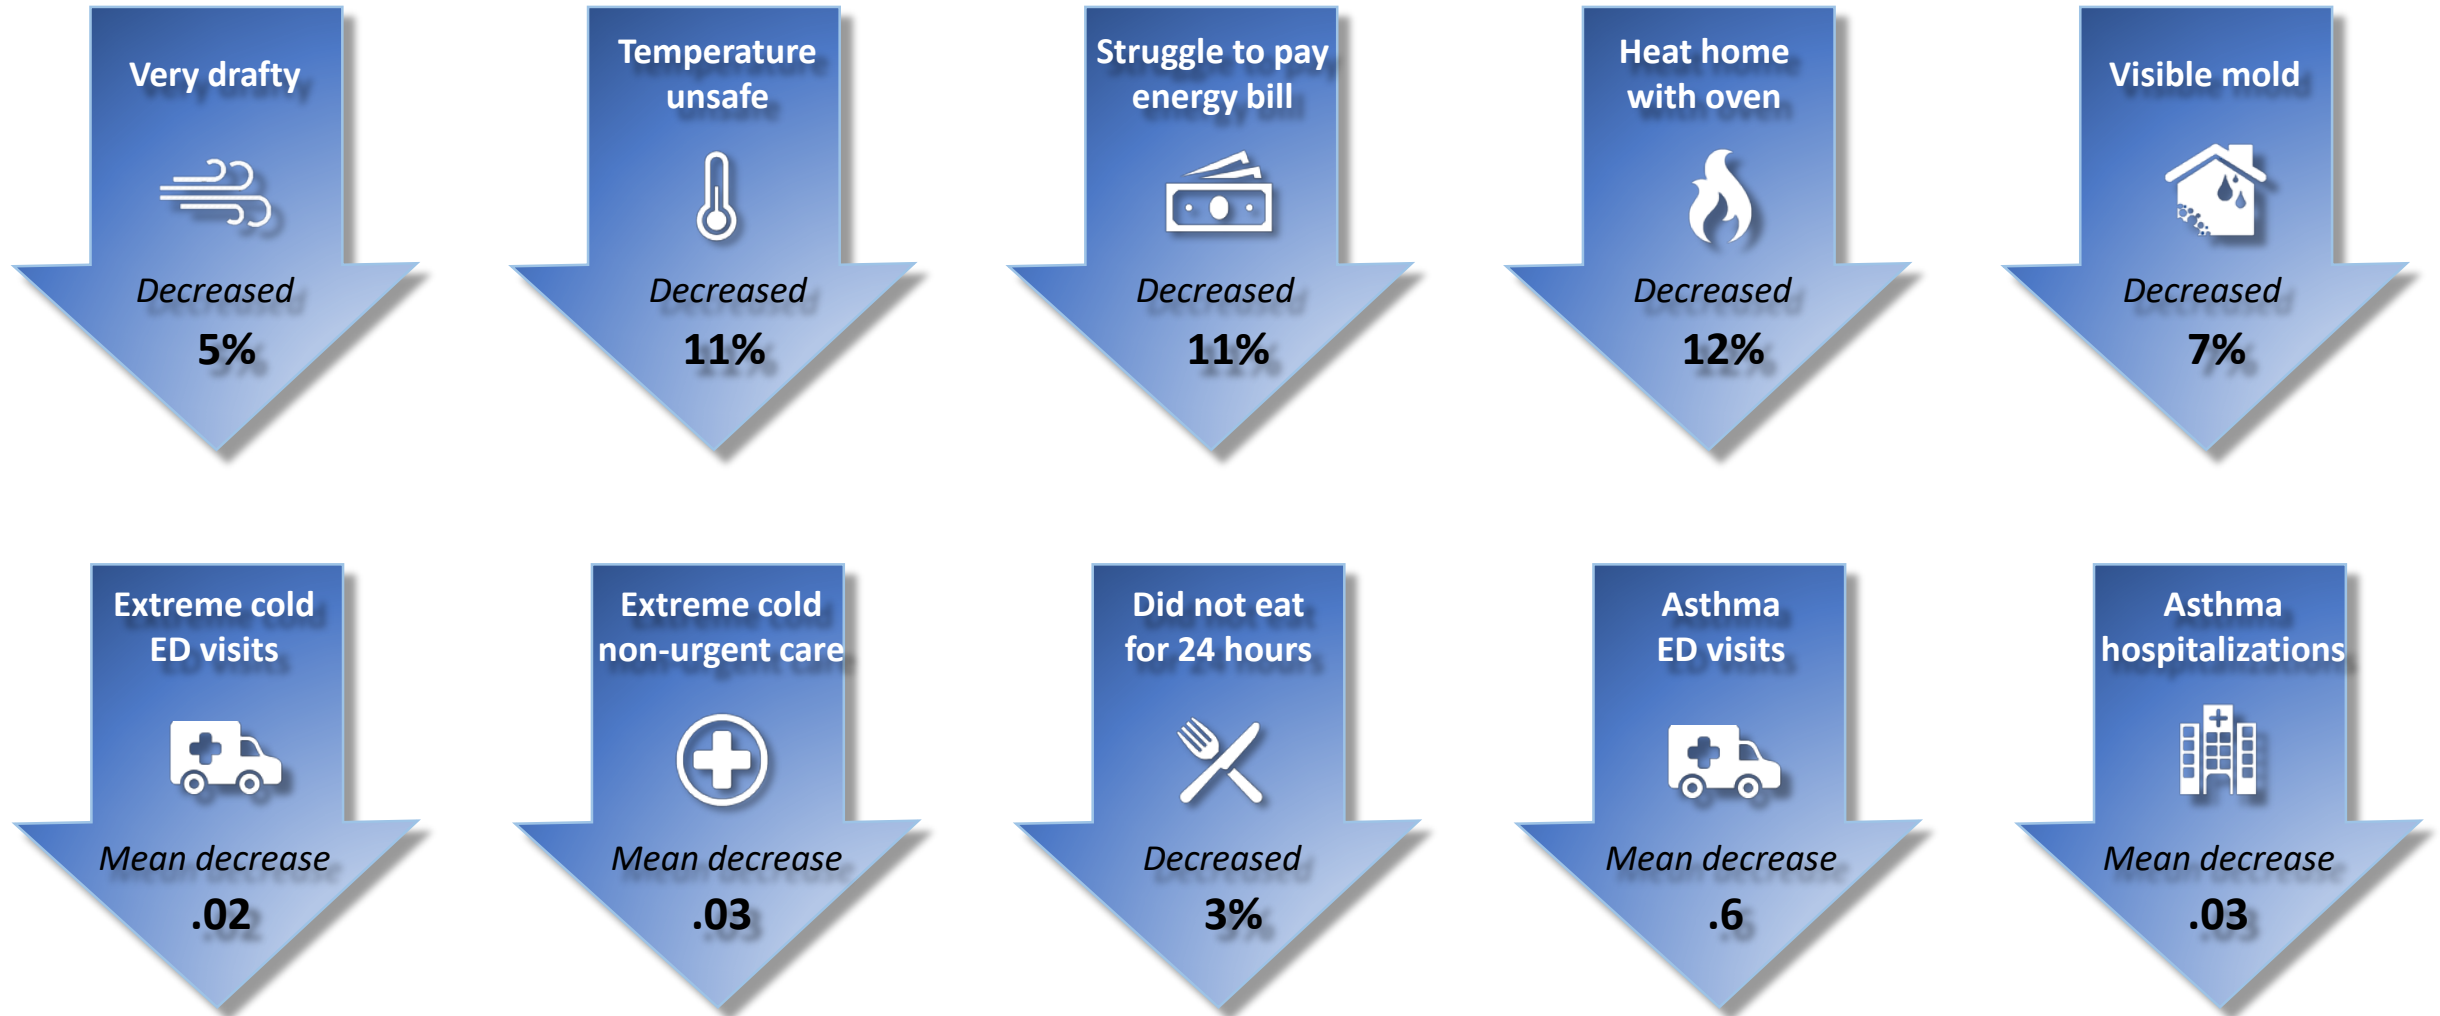 Very drafty
Decreased
5%
Temperature
unsafe
Decreased
11%
Struggle to pay
energy bill
Decreased
11%
Heat home
with oven
Decreased
12%
Visible mold
Decreased
7%
Extreme cold
ED visits
Mean decrease
.02
Extreme cold
non-urgent care
Mean decrease
.03
Did not eat
for 24 hours
Decreased
3%
Asthma
ED visits
Mean decrease
.6
Asthma
hospitalizations
Mean decrease
.03